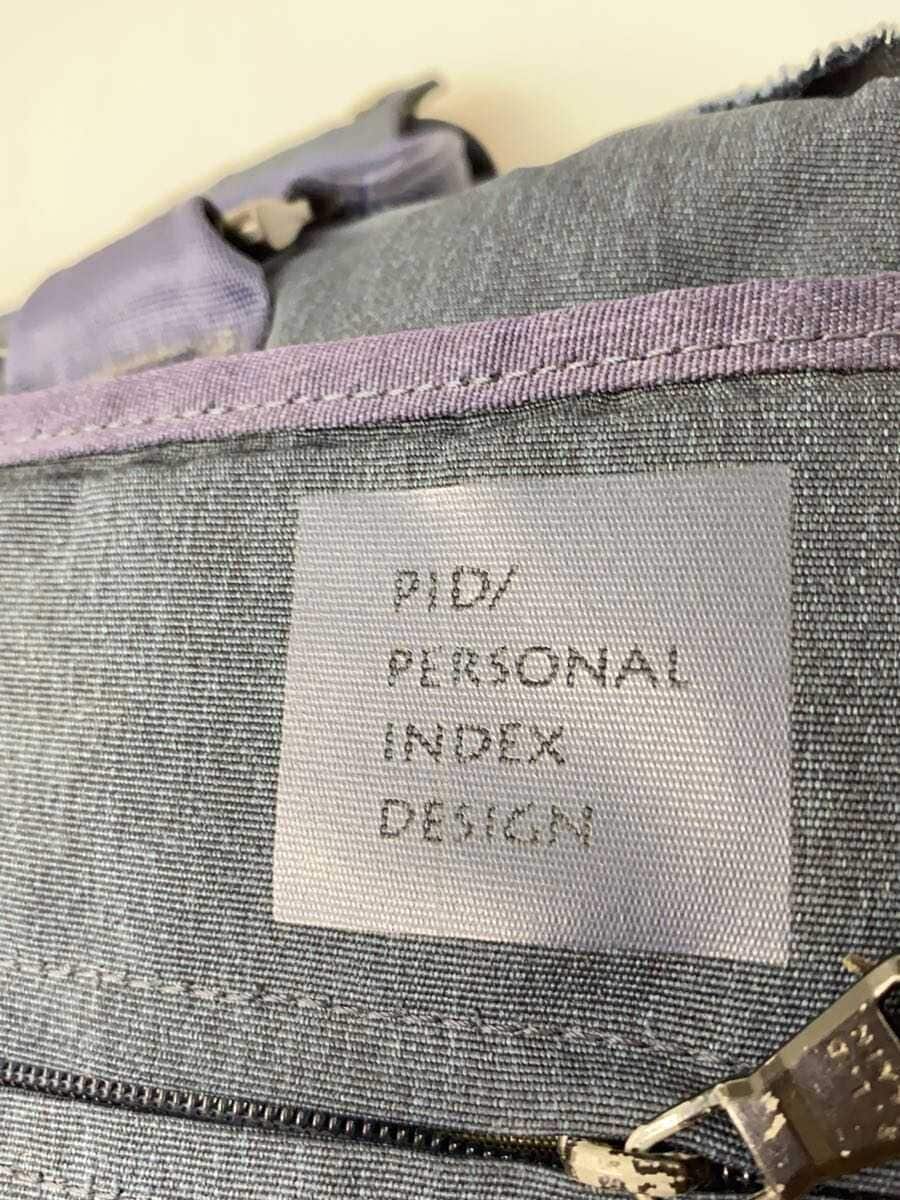 PID/
PERSONAL
INDEX
DESIGN